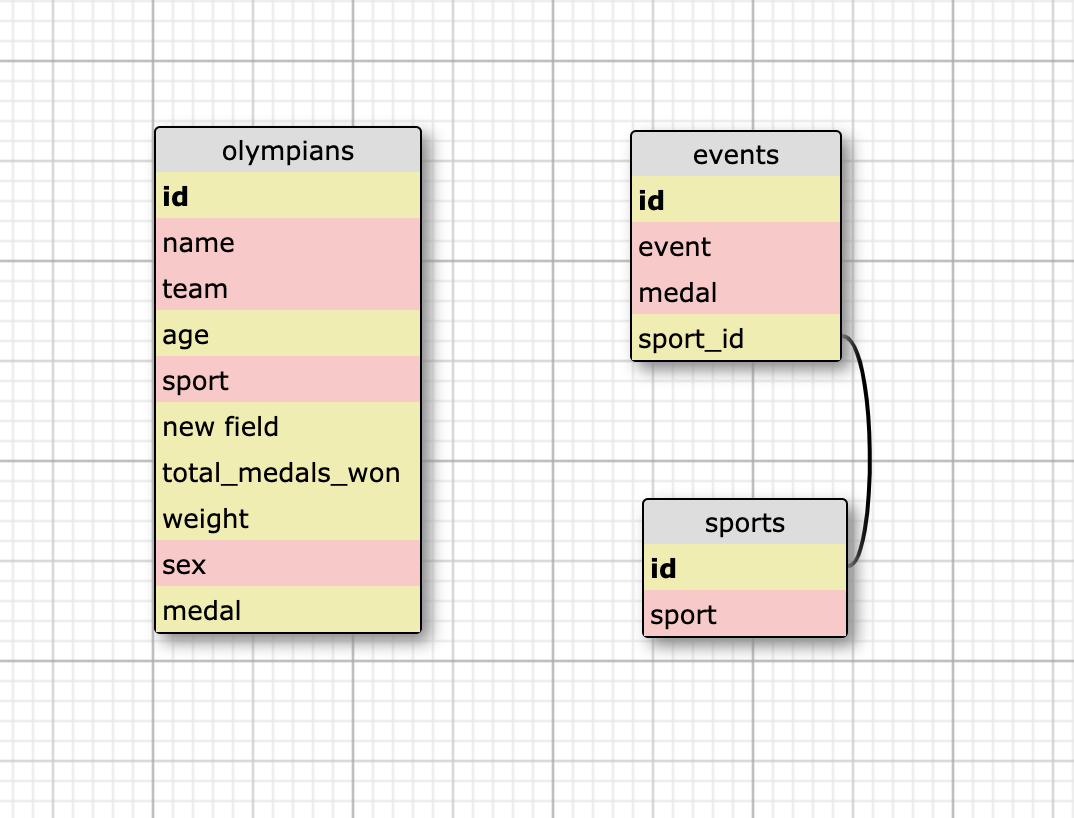 olympians
id
name
team
age
sport
new field
total_medals_won
weight
sex
medal
events
id
event
medal
sport_id
sports
id
sport